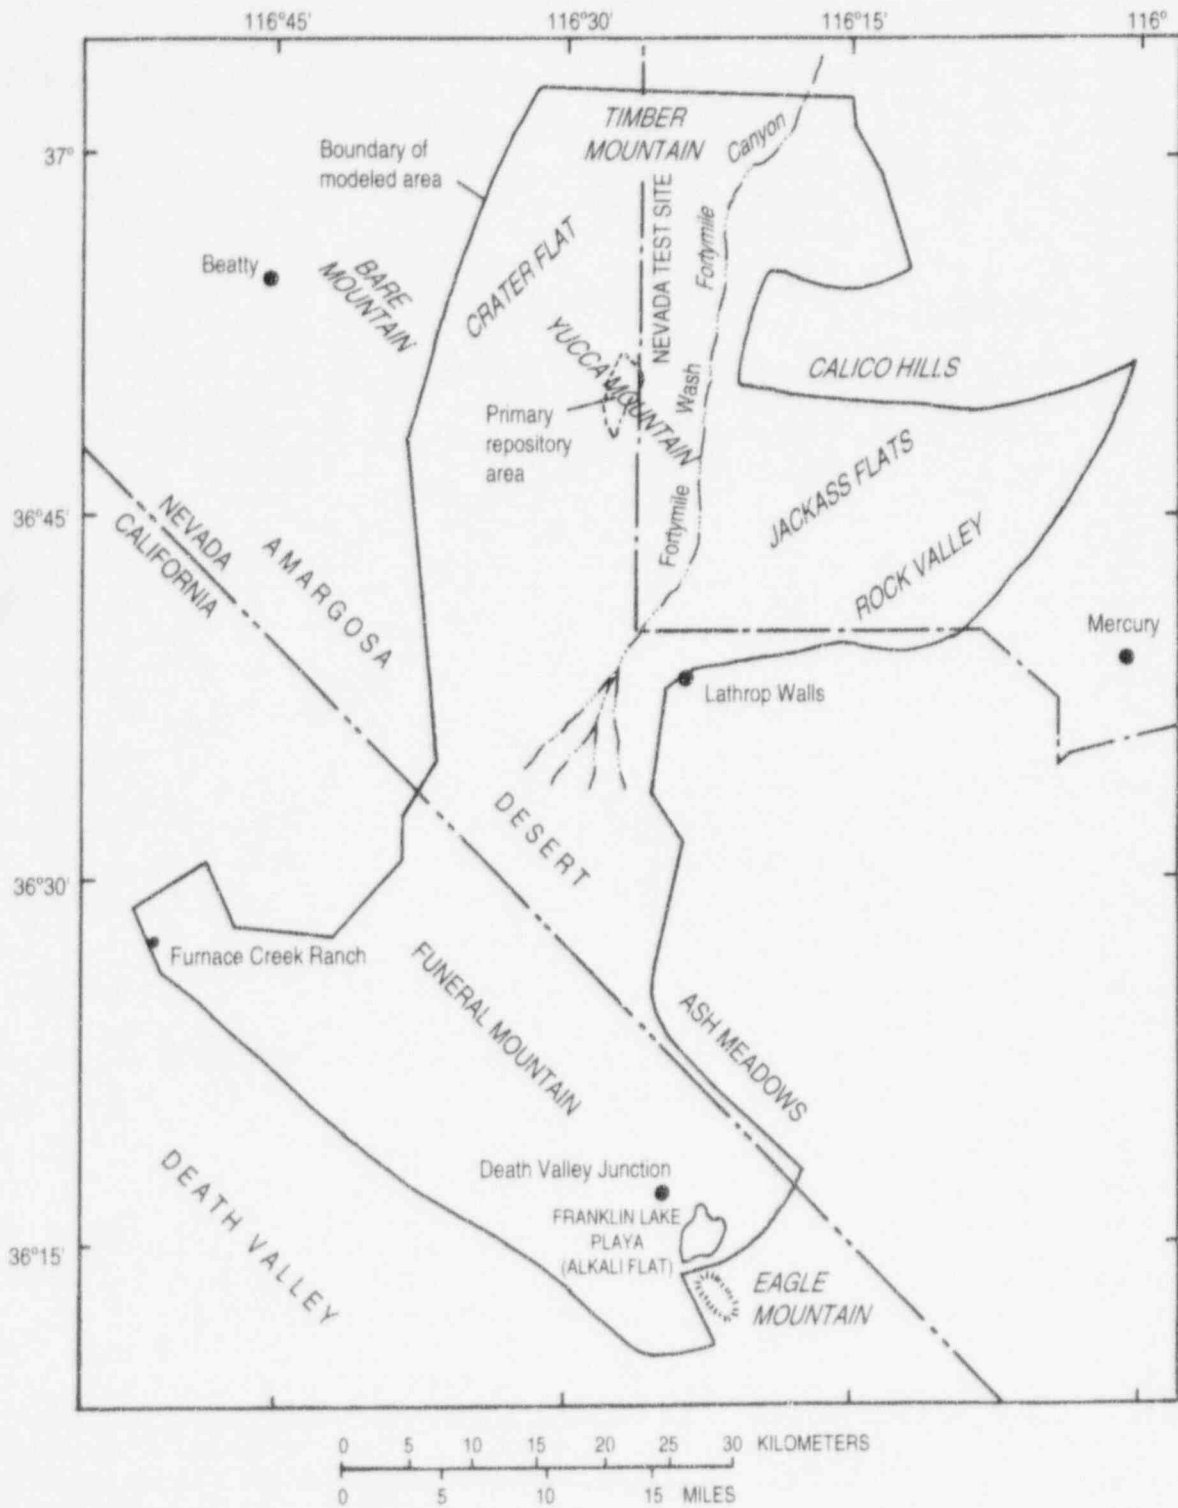 116°45'
116°30'
116°15'
116°
37°
TIMBER
MOUNTAIN
Canyon
Boundary of
modeled area
NEVADA TEST SITE
Fortymile
Beatty
BARE
MOUNTAIN
CRATER FLAT
YUCCA MOUNTAIN
Wash
CALICO HILLS
Primary
repository
area
36°45'
NEVADA
CALIFORNIA
AMARGOSA
Fortymile
JACKASS FLATS
ROCK VALLEY
Mercury
Lathrop Walls
DESERT
36°30'
Furnace Creek Ranch
FUNERAL MOUNTAIN
ASH MEADOWS
DEATH VALLEY
Death Valley Junction
FRANKLIN LAKE
PLAYA
(ALKALI FLAT)
36°15'
EAGLE
MOUNTAIN
0 5 10 15 20 25 30 KILOMETERS
0 5 10 15 MILES